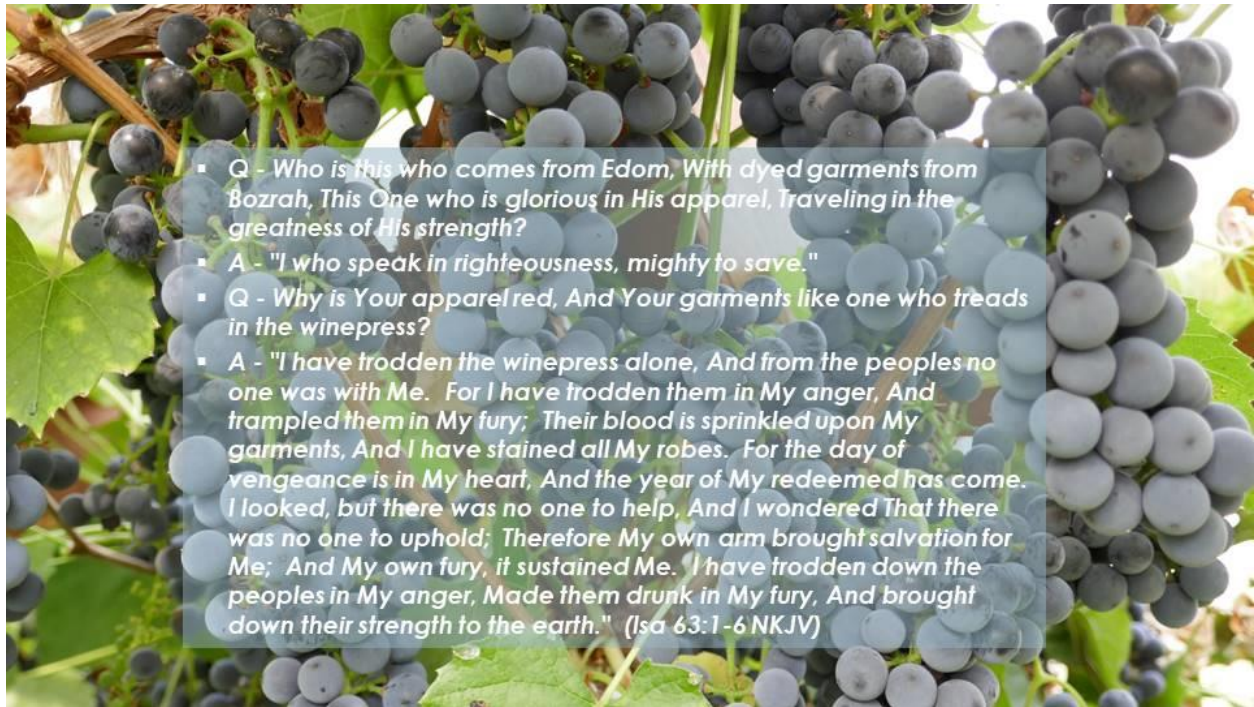 ▪ Q - Who is this who comes from Edom, With dyed garments from
Bozrah, This One who is glorious in His apparel, Traveling in the
greatness of His strength?
▪ A - "I who speak in righteousness, mighty to save."
▪ Q - Why is Your apparel red, And Your garments like one who treads
in the winepress?
▪ A - "I have trodden the winepress alone, And from the peoples no
one was with Me.  For I have trodden them in My anger, And
trampled them in My fury;  Their blood is sprinkled upon My
garments, And I have stained all My robes.  For the day of
vengeance is in My heart, And the year of My redeemed has come.
I looked, but there was no one to help, And I wondered That there
was no one to uphold;  Therefore My own arm brought salvation for
Me;  And My own fury, it sustained Me.  I have trodden down the
peoples in My anger, Made them drunk in My fury, And brought
down their strength to the earth."  (Isa 63:1-6 NKJV)